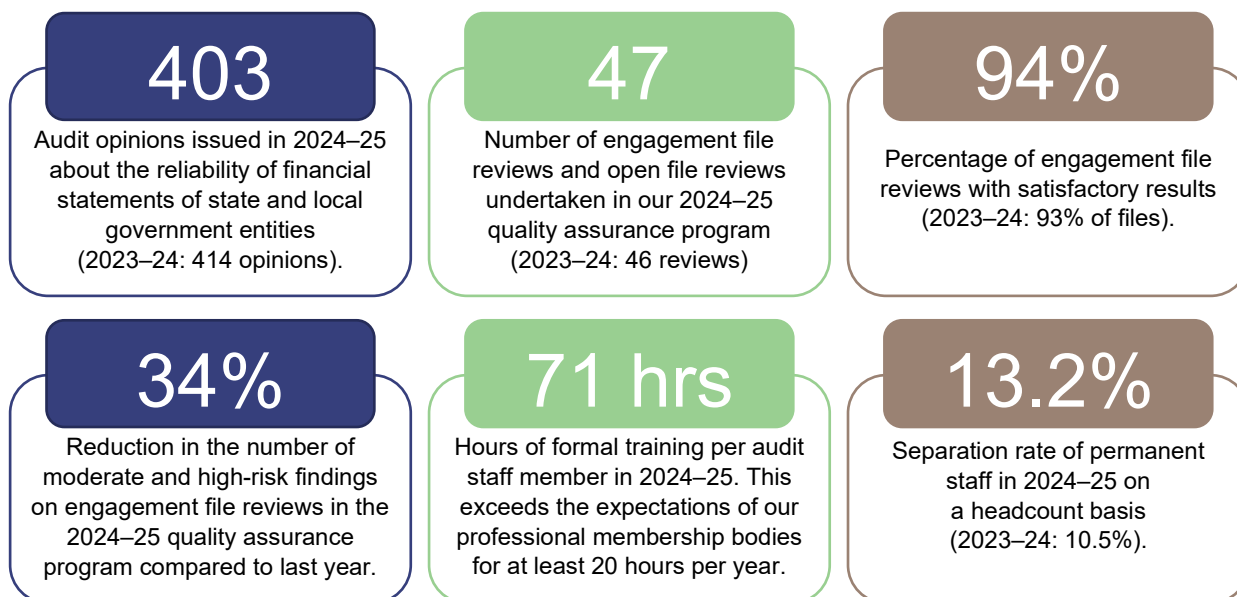 403
Audit opinions issued in 2024–25
about the reliability of financial
statements of state and local
government entities
(2023–24: 414 opinions).
47
Number of engagement file
reviews and open file reviews
undertaken in our 2024–25
quality assurance program
(2023–24: 46 reviews)
94%
Percentage of engagement file
reviews with satisfactory results
(2023–24: 93% of files).
34%
Reduction in the number of
moderate and high-risk findings
on engagement file reviews in the
2024–25 quality assurance
program compared to last year.
71 hrs
Hours of formal training per audit
staff member in 2024–25. This
exceeds the expectations of our
professional membership bodies
for at least 20 hours per year.
13.2%
Separation rate of permanent
staff in 2024–25 on
a headcount basis
(2023–24: 10.5%).